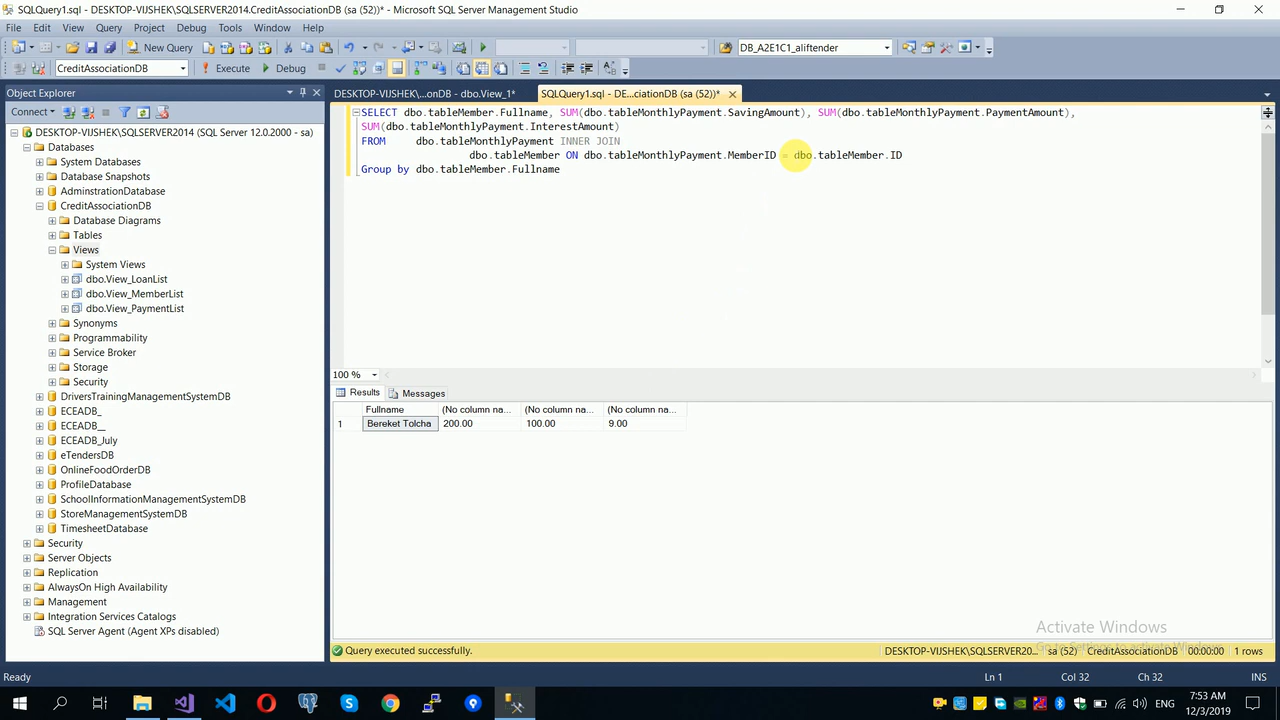 SQLQuery1.sql - DESKTOP-VIJSHEK\SQLSERVER2014.CreditAssociationDB (sa (52))* - Microsoft SQL Server Management Studio
File Edit View Query Project Debug Tools Window Help
New Query DB_A2E1C1_aliftender
CreditAssociationDB Execute Debug
Object Explorer
Connect
DESKTOP-VIJSHEK\SQLSERVER2014 (SQL Server 12.0.2000 - sa)
Databases
System Databases
Database Snapshots
AdminstrationDatabase
CreditAssociationDB
Database Diagrams
Tables
Views
System Views
dbo.View_LoanList
dbo.View_MemberList
dbo.View_PaymentList
Synonyms
Programmability
Service Broker
Storage
Security
DriversTrainingManagementSystemDB
ECEADB_
ECEADB__
ECEADB_July
eTendersDB
OnlineFoodOrderDB
ProfileDatabase
SchoolInformationManagementSystemDB
StoreManagementSystemDB
TimesheetDatabase
Security
Server Objects
Replication
AlwaysOn High Availability
Management
Integration Services Catalogs
SQL Server Agent (Agent XPs disabled)
DESKTOP-VIJSHEK\...onDB - dbo.View_1* SQLQuery1.sql - DE...ciationDB (sa (52))*
SELECT dbo.tableMember.Fullname, SUM(dbo.tableMonthlyPayment.SavingAmount), SUM(dbo.tableMonthlyPayment.PaymentAmount),
SUM(dbo.tableMonthlyPayment.InterestAmount)
FROM dbo.tableMonthlyPayment INNER JOIN
dbo.tableMember ON dbo.tableMonthlyPayment.MemberID = dbo.tableMember.ID
Group by dbo.tableMember.Fullname
100 %
Results Messages
Fullname (No column na... (No column na... (No column na...
1 Bereket Tolcha 200.00 100.00 9.00
Activate Windows
Go to Settings to activate Windows.
Query executed successfully. DESKTOP-VIJSHEK\SQLSERVER20... sa (52) CreditAssociationDB 00:00:00 1 rows
Ready Ln 1 Col 32 Ch 32 INS
7:53 AM
12/3/2019